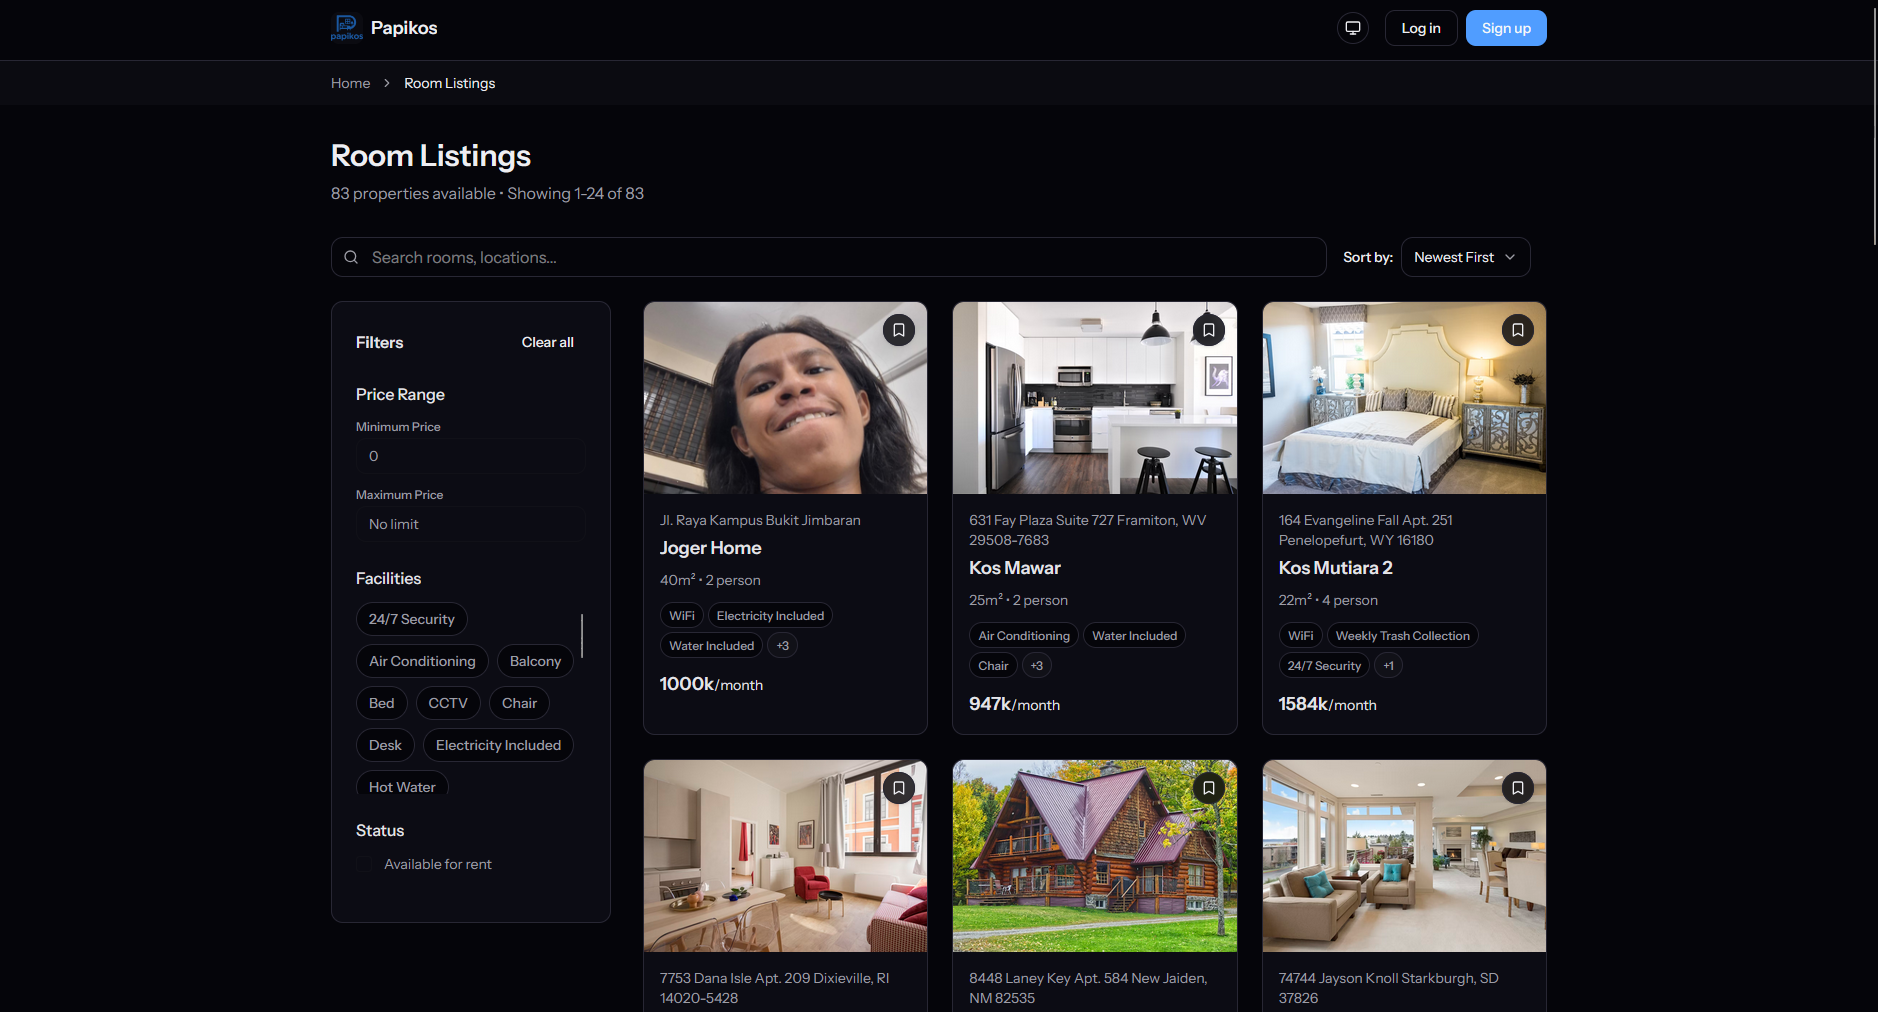 papikos
Papikos
Log in
Sign up
Home
Room Listings
Room Listings
83 properties available • Showing 1-24 of 83
Search rooms, locations...
Sort by:
Newest First
Filters
Clear all
Price Range
Minimum Price
0
Maximum Price
No limit
Facilities
24/7 Security
Air Conditioning
Balcony
Bed
CCTV
Chair
Desk
Electricity Included
Hot Water
Status
Available for rent
Jl. Raya Kampus Bukit Jimbaran
Joger Home
40m² • 2 person
WiFi
Electricity Included
Water Included
+3
1000k/month
631 Fay Plaza Suite 727 Framiton, WV
29508-7683
Kos Mawar
25m² • 2 person
Air Conditioning
Water Included
Chair
+3
947k/month
164 Evangeline Fall Apt. 251
Penelopefurt, WY 16180
Kos Mutiara 2
22m² • 4 person
WiFi
Weekly Trash Collection
24/7 Security
+1
1584k/month
7753 Dana Isle Apt. 209 Dixieville, RI
14020-5428
8448 Laney Key Apt. 584 New Jaiden,
NM 82535
74744 Jayson Knoll Starkburgh, SD
37826